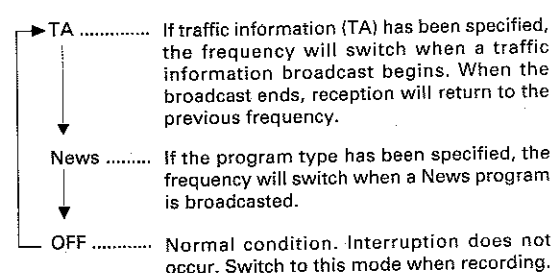 TA .............. If traffic information (TA) has been specified,
the frequency will switch when a traffic
information broadcast begins. When the
broadcast ends, reception will return to the
previous frequency.
News ......... If the program type has been specified, the
frequency will switch when a News program
is broadcasted.
OFF ............ Normal condition. Interruption does not
occur. Switch to this mode when recording.